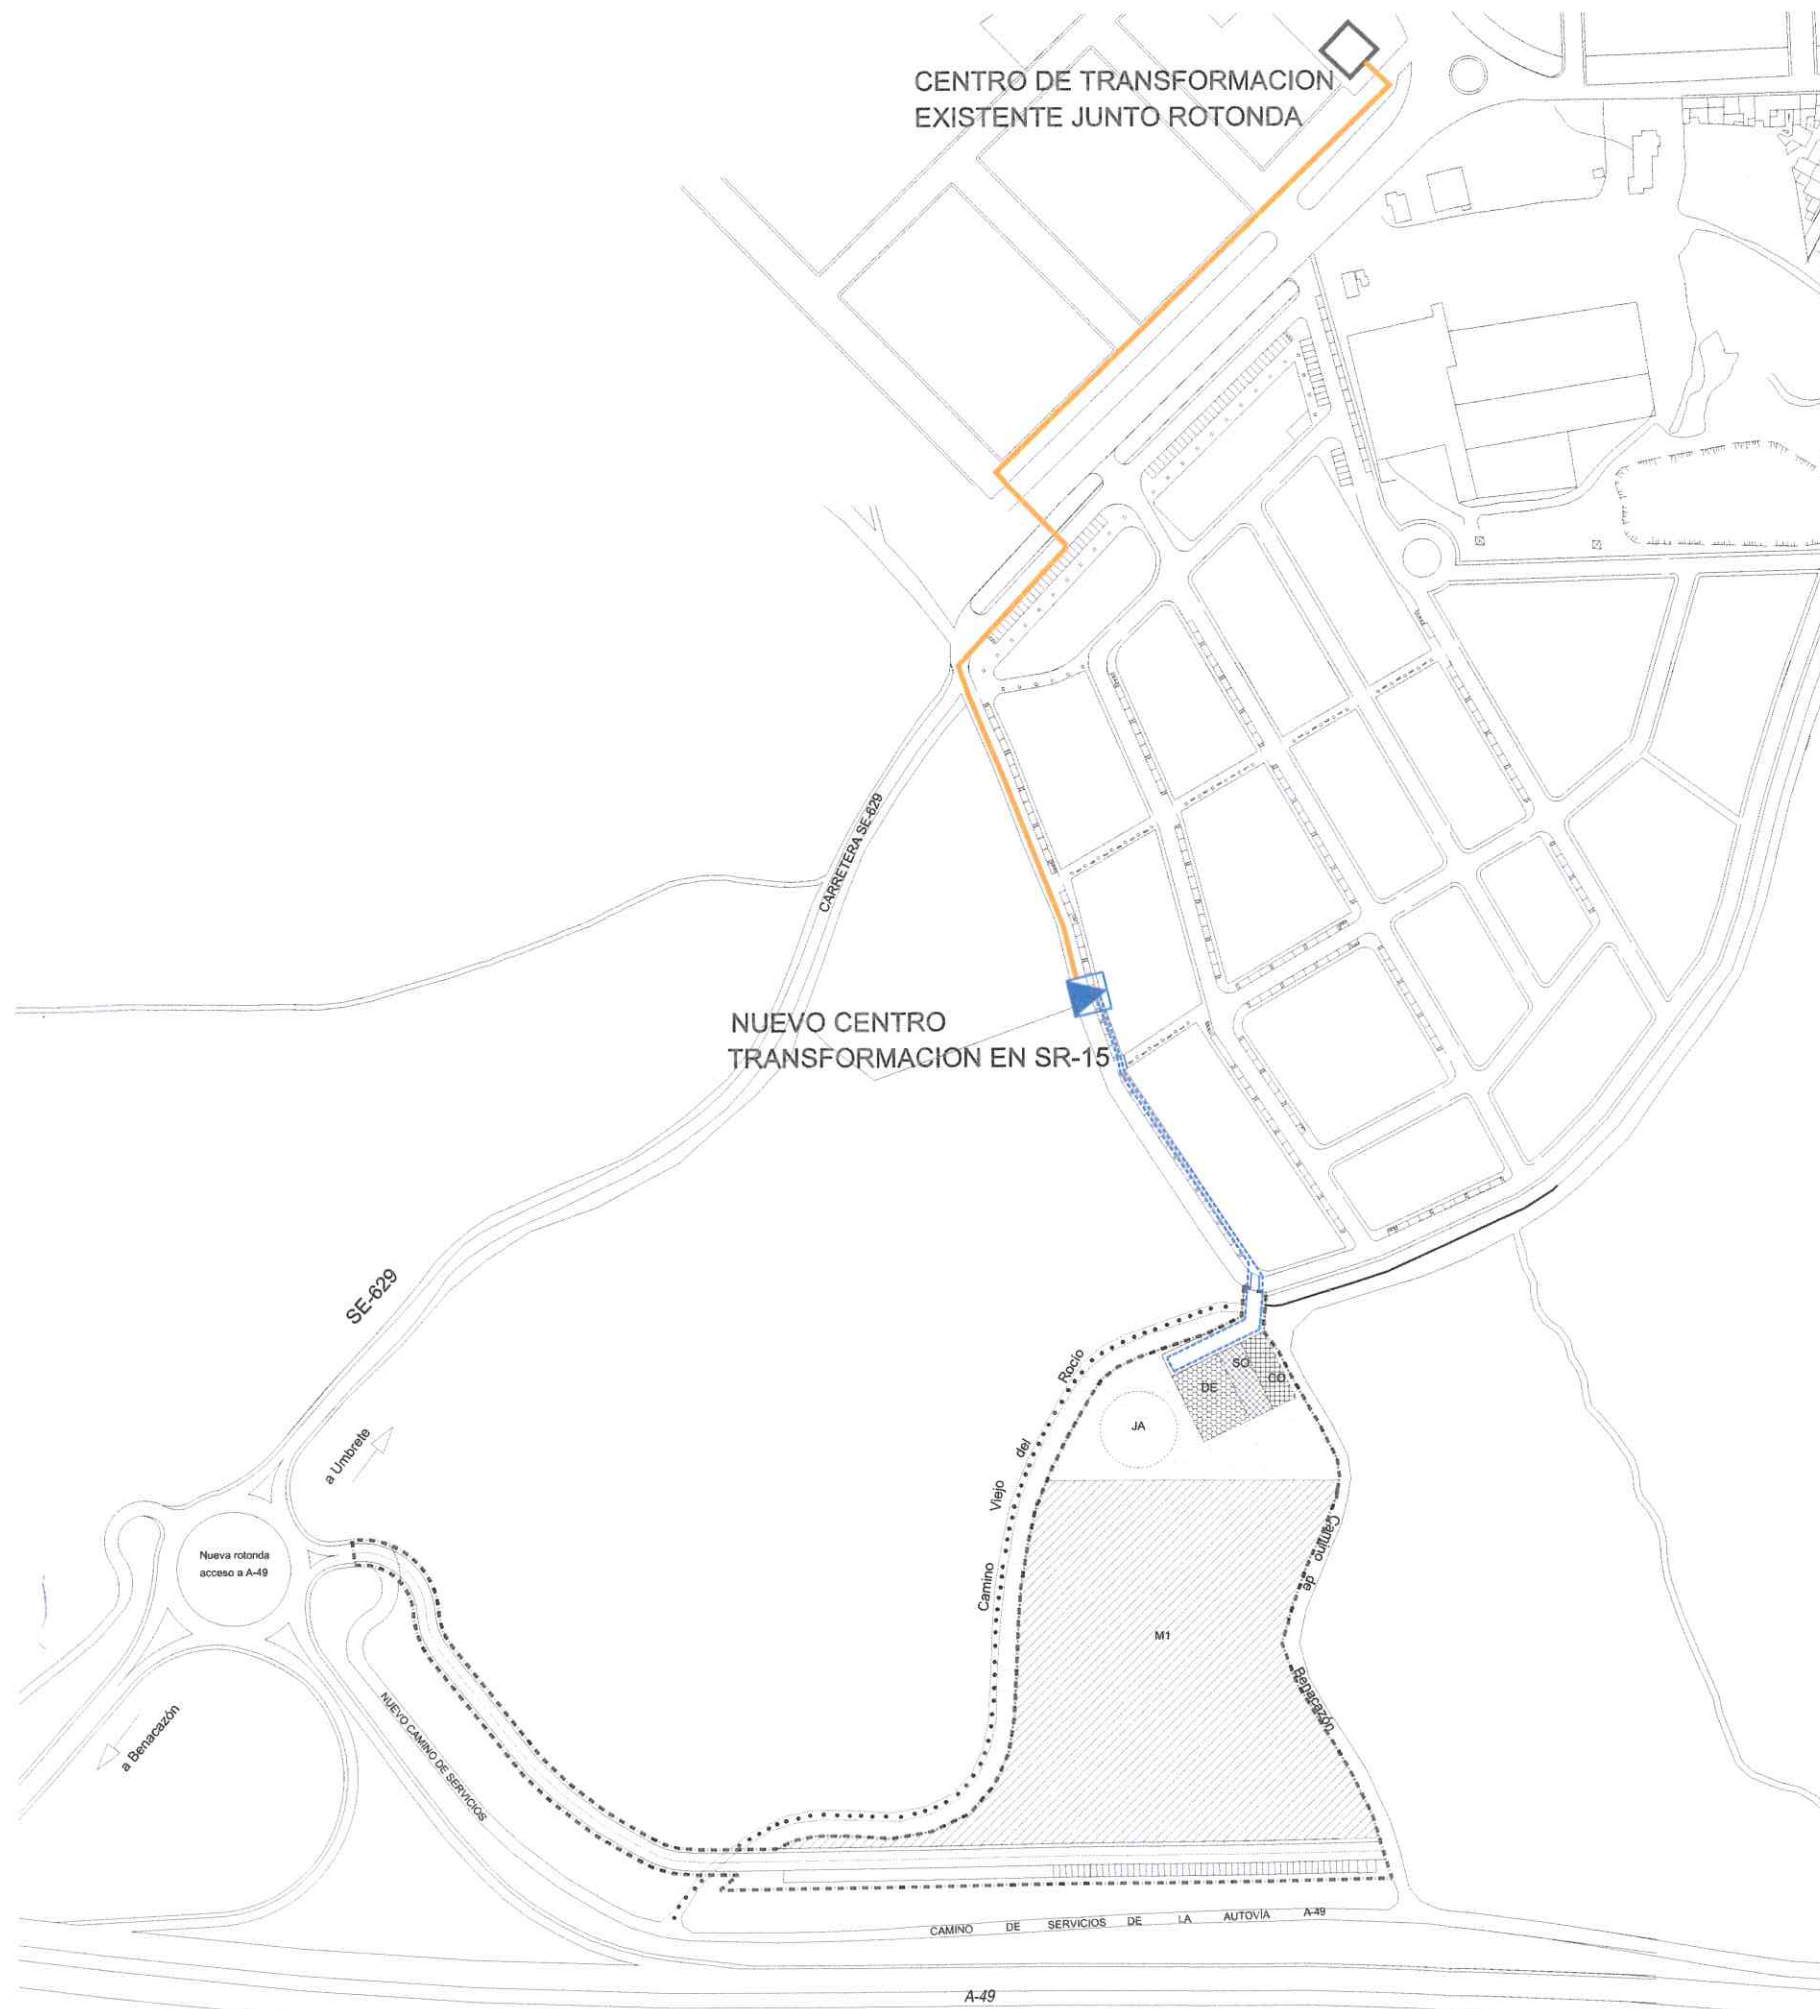 CENTRO DE TRANSFORMACION
EXISTENTE JUNTO ROTONDA
CARRETERA SE-629
NUEVO CENTRO
TRANSFORMACION EN SR-15
SE-629
a Umbrete
Nueva rotonda
acceso a A-49
a Benacazón
NUEVO CAMINO DE SERVICIOS
Camino Viejo del Rocío
SO
CO
DE
JA
M1
Camino de Benacazón
CAMINO DE SERVICIOS DE LA AUTOVÍA A-49
A-49